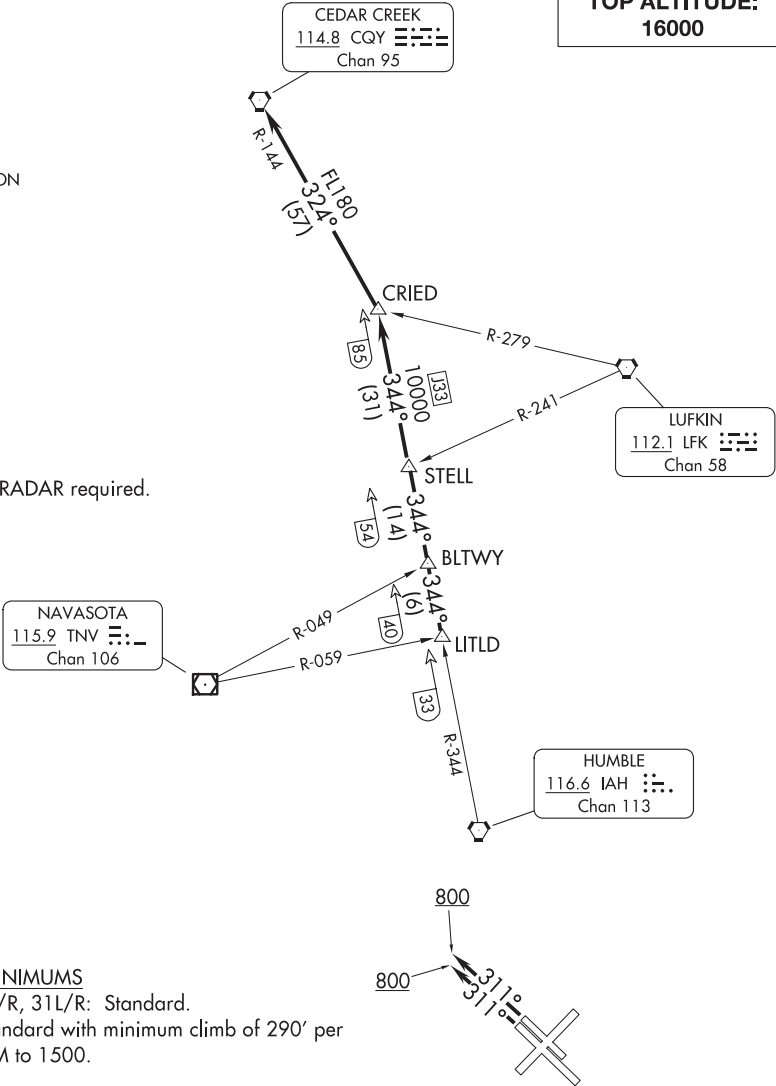 TOP ALTITUDE:
16000
CEDAR CREEK
114.8 CQY
Chan 95
R-144
ON
FL180
324°
(57)
CRIED
R-279
85
J33
10000
344°
(31)
R-241
LUFKIN
112.1 LFK
Chan 58
STELL
RADAR required.
54
344°
(14)
BLTWY
NAVASOTA
115.9 TNV
Chan 106
R-049
40
344°
(6)
R-059
LITLD
33
R-344
HUMBLE
116.6 IAH
Chan 113
800
800
311°
311°
NIMUMS
/R, 31L/R: Standard.
ndard with minimum climb of 290' per
M to 1500.